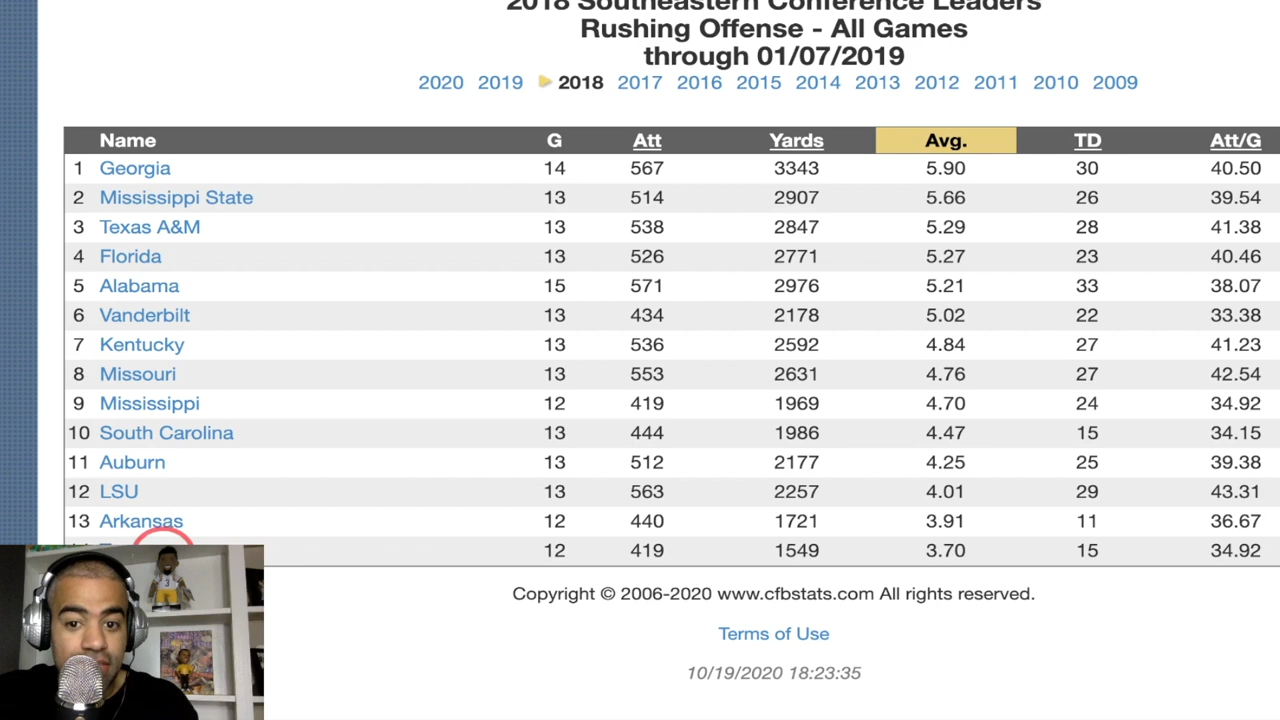 2018 Southeastern Conference Leaders
Rushing Offense - All Games
through 01/07/2019
2020 2019 2018 2017 2016 2015 2014 2013 2012 2011 2010 2009
Name G Att Yards Avg. TD Att/G
1 Georgia 14 567 3343 5.90 30 40.50
2 Mississippi State 13 514 2907 5.66 26 39.54
3 Texas A&M 13 538 2847 5.29 28 41.38
4 Florida 13 526 2771 5.27 23 40.46
5 Alabama 15 571 2976 5.21 33 38.07
6 Vanderbilt 13 434 2178 5.02 22 33.38
7 Kentucky 13 536 2592 4.84 27 41.23
8 Missouri 13 553 2631 4.76 27 42.54
9 Mississippi 12 419 1969 4.70 24 34.92
10 South Carolina 13 444 1986 4.47 15 34.15
11 Auburn 13 512 2177 4.25 25 39.38
12 LSU 13 563 2257 4.01 29 43.31
13 Arkansas 12 440 1721 3.91 11 36.67
12 419 1549 3.70 15 34.92
Copyright © 2006-2020 www.cfbstats.com All rights reserved.
Terms of Use
10/19/2020 18:23:35